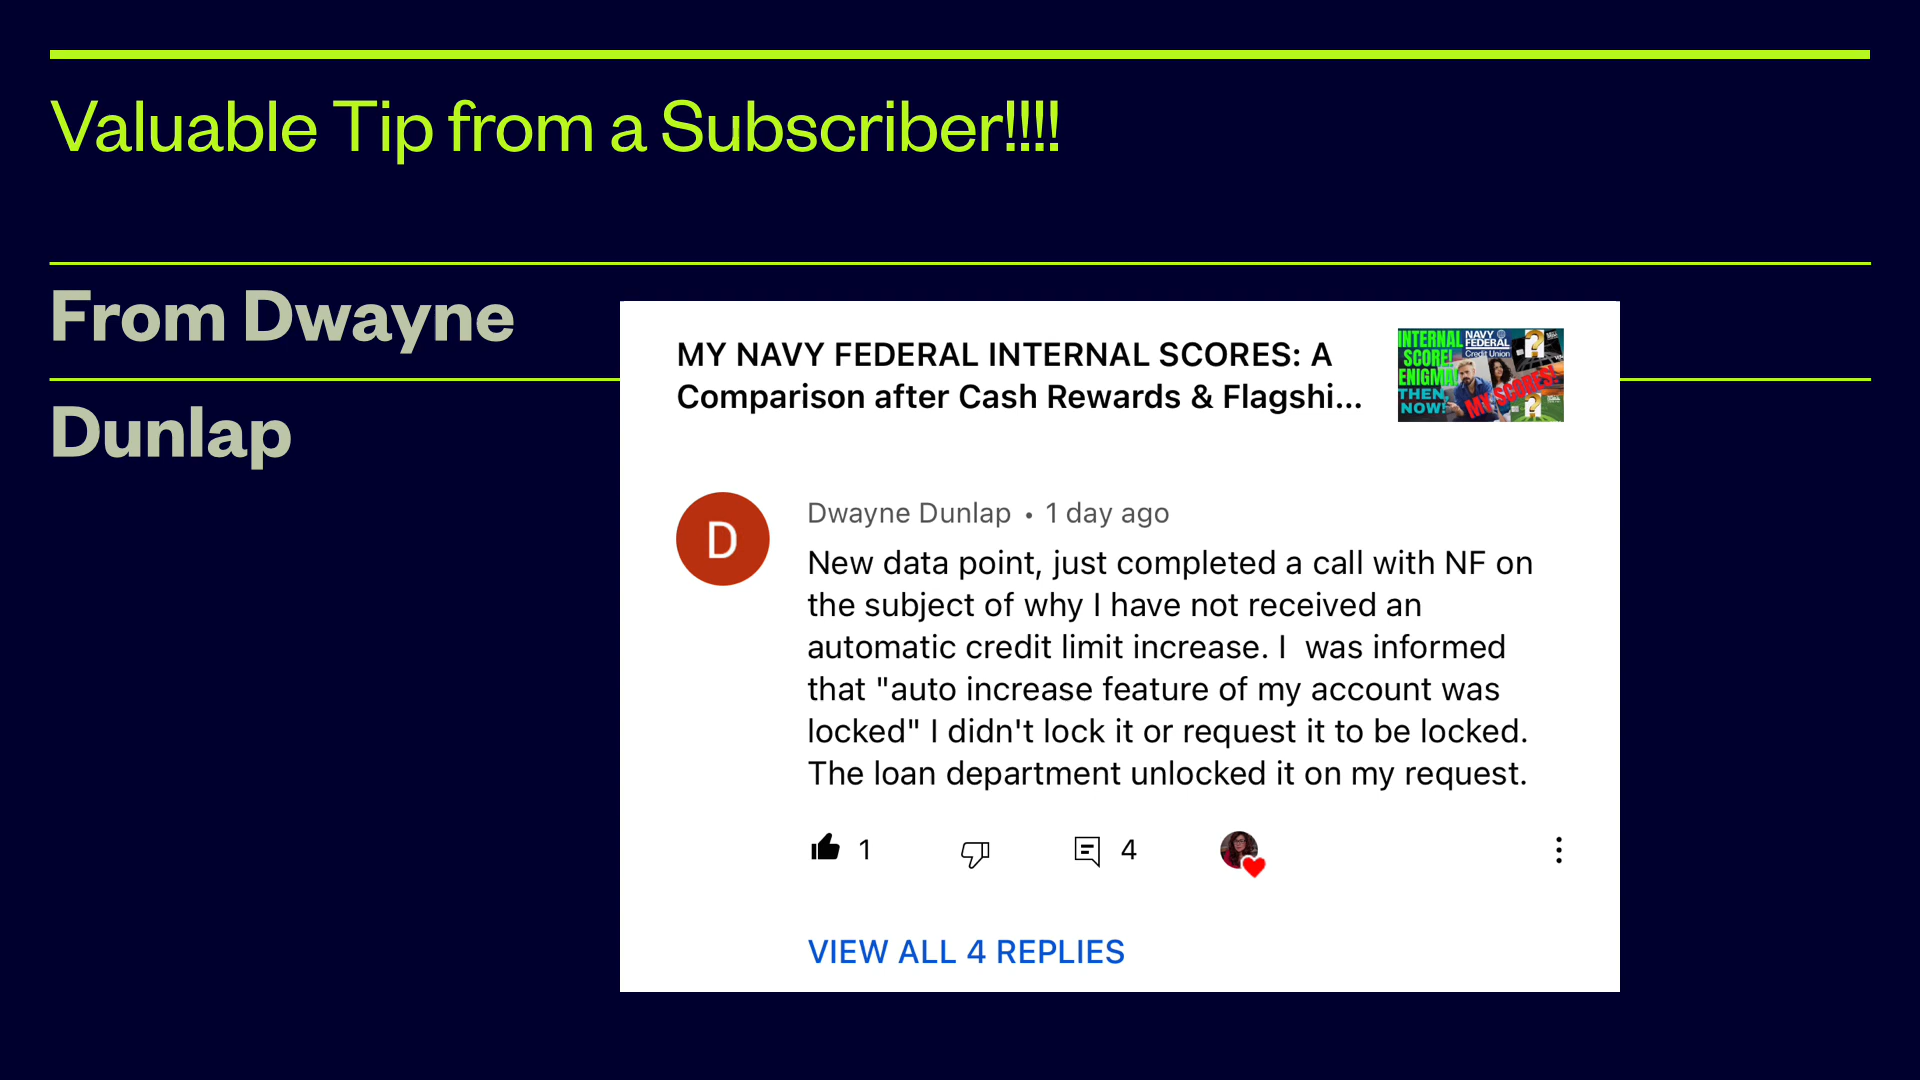 Valuable Tip from a Subscriber!!!!
From Dwayne
Dunlap
MY NAVY FEDERAL INTERNAL SCORES: A
Comparison after Cash Rewards & Flagshi...
INTERNAL
SCORE!
ENIGMA!
THEN,
NOW!
NAVY
FEDERAL
Credit Union
MY SCORES!
D
Dwayne Dunlap • 1 day ago
New data point, just completed a call with NF on
the subject of why I have not received an
automatic credit limit increase. I  was informed
that "auto increase feature of my account was
locked" I didn't lock it or request it to be locked.
The loan department unlocked it on my request.
1
4
VIEW ALL 4 REPLIES